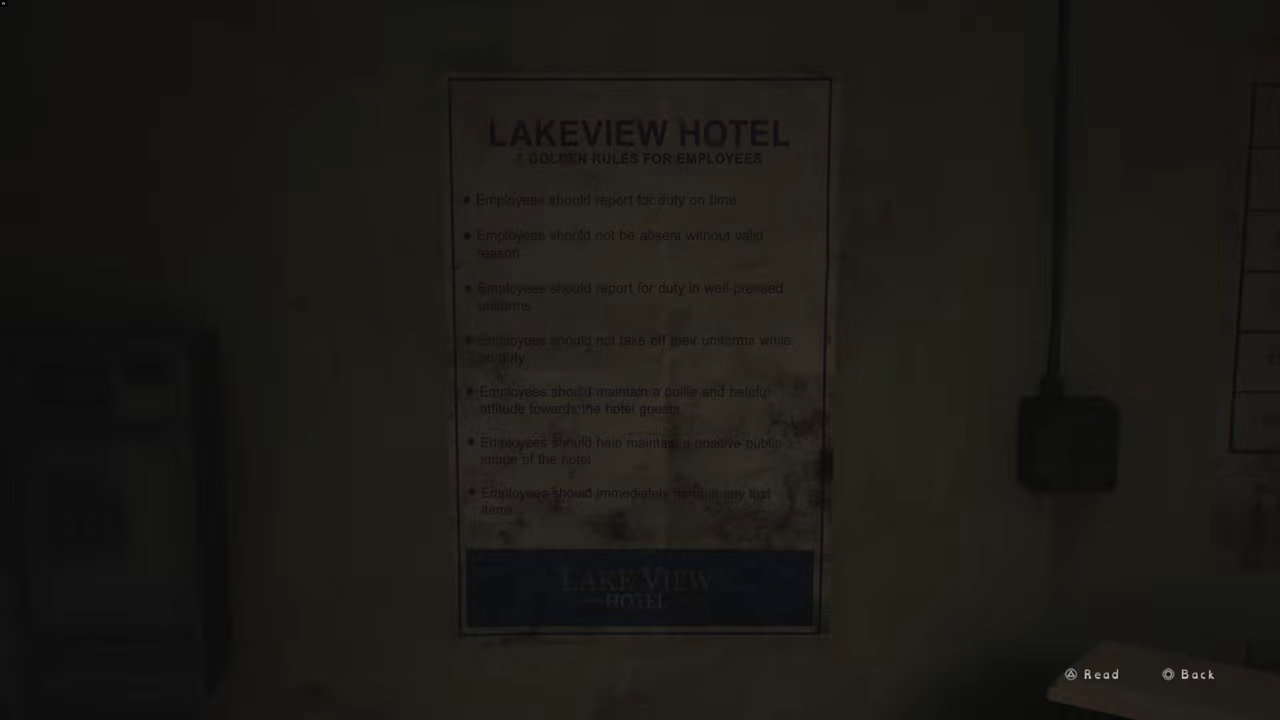 LAKEVIEW HOTEL
7 GOLDEN RULES FOR EMPLOYEES
Employees should report for duty on time
Employees should not be absent without valid
reason
Employees should report for duty in well-pressed
uniforms
Employees should not take off their uniforms while
on duty
Employees should maintain a polite and helpful
attitude towards the hotel guests
Employees should help maintain a positive public
image of the hotel
Employees should immediately hand in any lost
items
LAKE VIEW
HOTEL
Read
Back